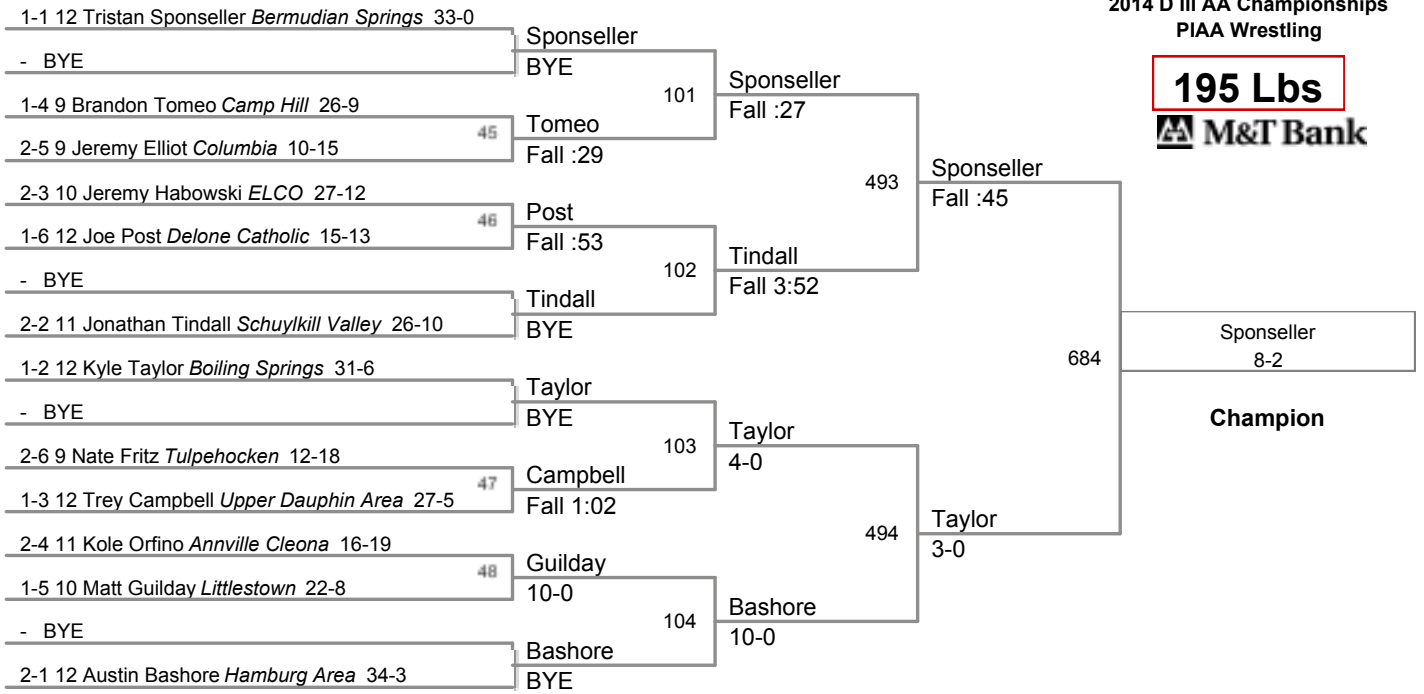 2014 D III AA Championships
PIAA Wrestling
195 Lbs
M&T Bank
1-1 12 Tristan Sponseller Bermudian Springs 33-0
- BYE
1-4 9 Brandon Tomeo Camp Hill 26-9
2-5 9 Jeremy Elliot Columbia 10-15
2-3 10 Jeremy Habowski ELCO 27-12
1-6 12 Joe Post Delone Catholic 15-13
- BYE
2-2 11 Jonathan Tindall Schuylkill Valley 26-10
1-2 12 Kyle Taylor Boiling Springs 31-6
- BYE
2-6 9 Nate Fritz Tulpehocken 12-18
1-3 12 Trey Campbell Upper Dauphin Area 27-5
2-4 11 Kole Orfino Annville Cleona 16-19
1-5 10 Matt Guilday Littlestown 22-8
- BYE
2-1 12 Austin Bashore Hamburg Area 34-3
45
46
47
48
Sponseller
BYE
Tomeo
Fall :29
Post
Fall :53
Tindall
BYE
Taylor
BYE
Campbell
Fall 1:02
Guilday
10-0
Bashore
BYE
101
102
103
104
Sponseller
Fall :27
Tindall
Fall 3:52
Taylor
4-0
Bashore
10-0
493
494
Sponseller
Fall :45
Taylor
3-0
684
Sponseller
8-2
Champion